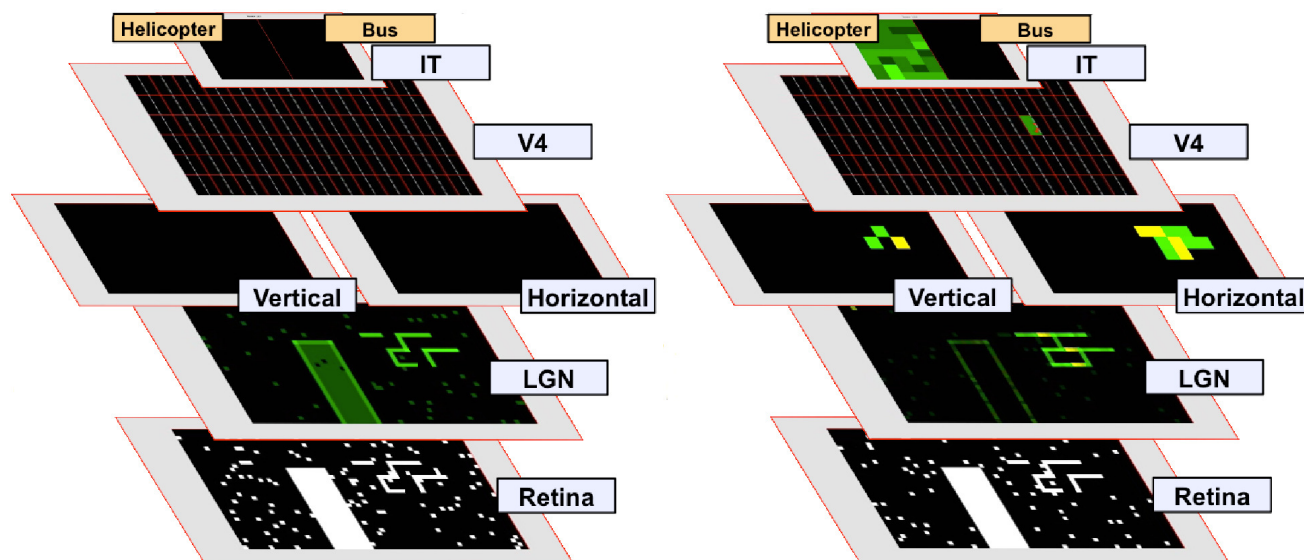 Helicopter
Bus
IT
V4
Vertical
Horizontal
LGN
Retina
Helicopter
Bus
IT
V4
Vertical
Horizontal
LGN
Retina